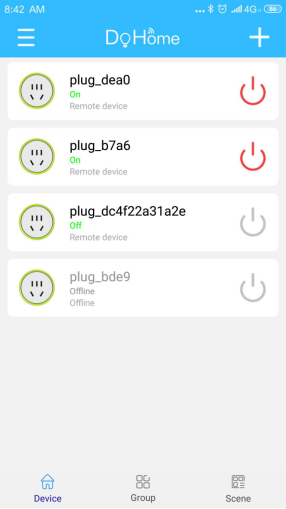 8:42 AM
... 4G
DoHome
plug_dea0
On
Remote device
plug_b7a6
On
Remote device
plug_dc4f22a31a2e
Off
Remote device
plug_bde9
Offline
Offline
Device
Group
Scene